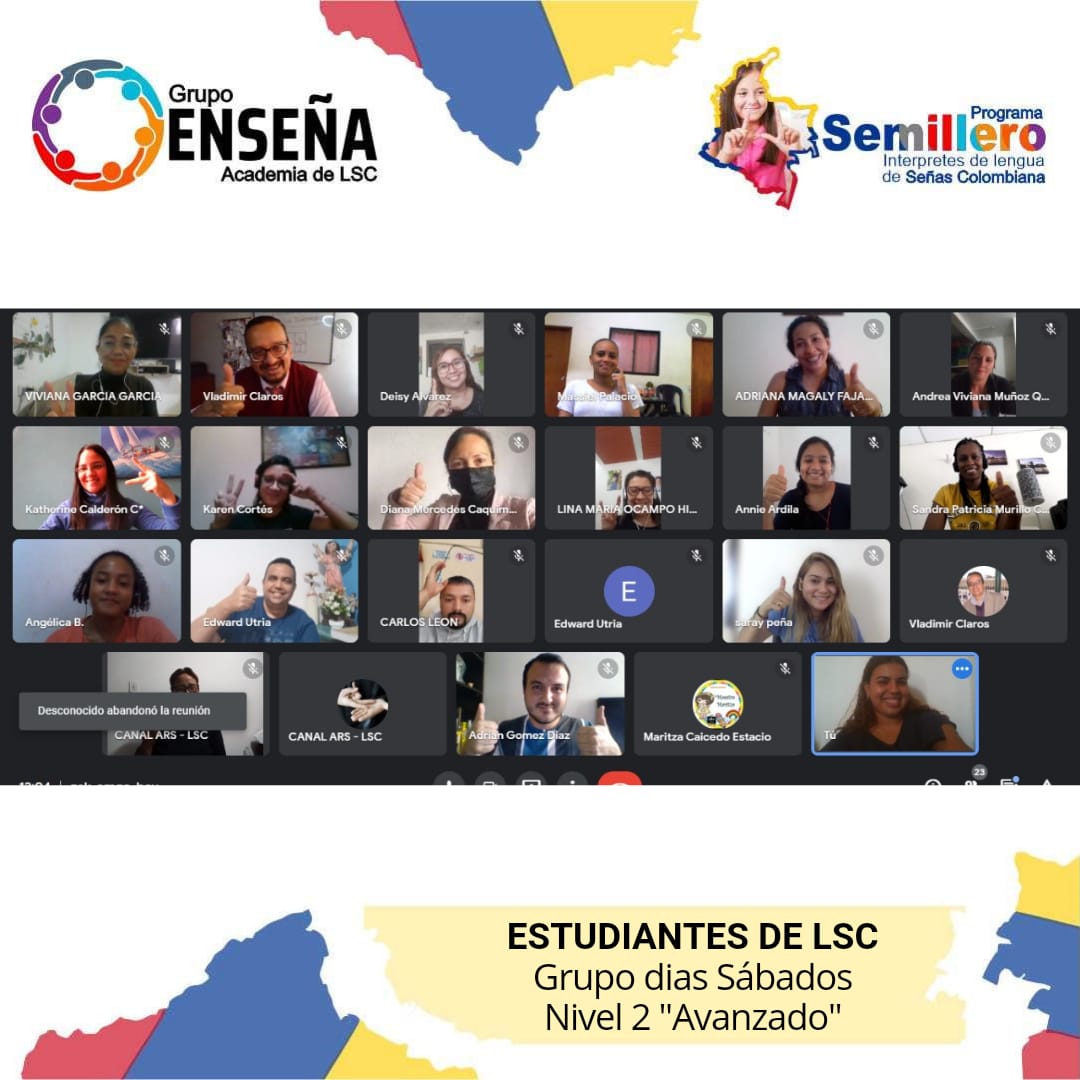 Grupo
ENSEÑA
Academia de LSC
Programa
Semillero
Interpretes de lengua
de Señas Colombiana
VIVIANA GARCIA GARCIA
Vladimir Claros
Deisy Alvarez
Massiel Palacio
ADRIANA MAGALY FAJA...
Andrea Viviana Muñoz Q...
Katherine Calderón C*
Karen Cortés
Diana Mercedes Caquim...
LINA MARIA OCAMPO HI...
Annie Ardila
Sandra Patricia Murillo C...
Angélica B.
Edward Utria
CARLOS LEON
E
Edward Utria
saray peña
Vladimir Claros
Desconocido abandonó la reunión
CANAL ARS - LSC
CANAL ARS - LSC
Adrian Gomez Diaz
Maritza Caicedo Estacio
Tú
23
ESTUDIANTES DE LSC
Grupo dias Sábados
Nivel 2 "Avanzado"